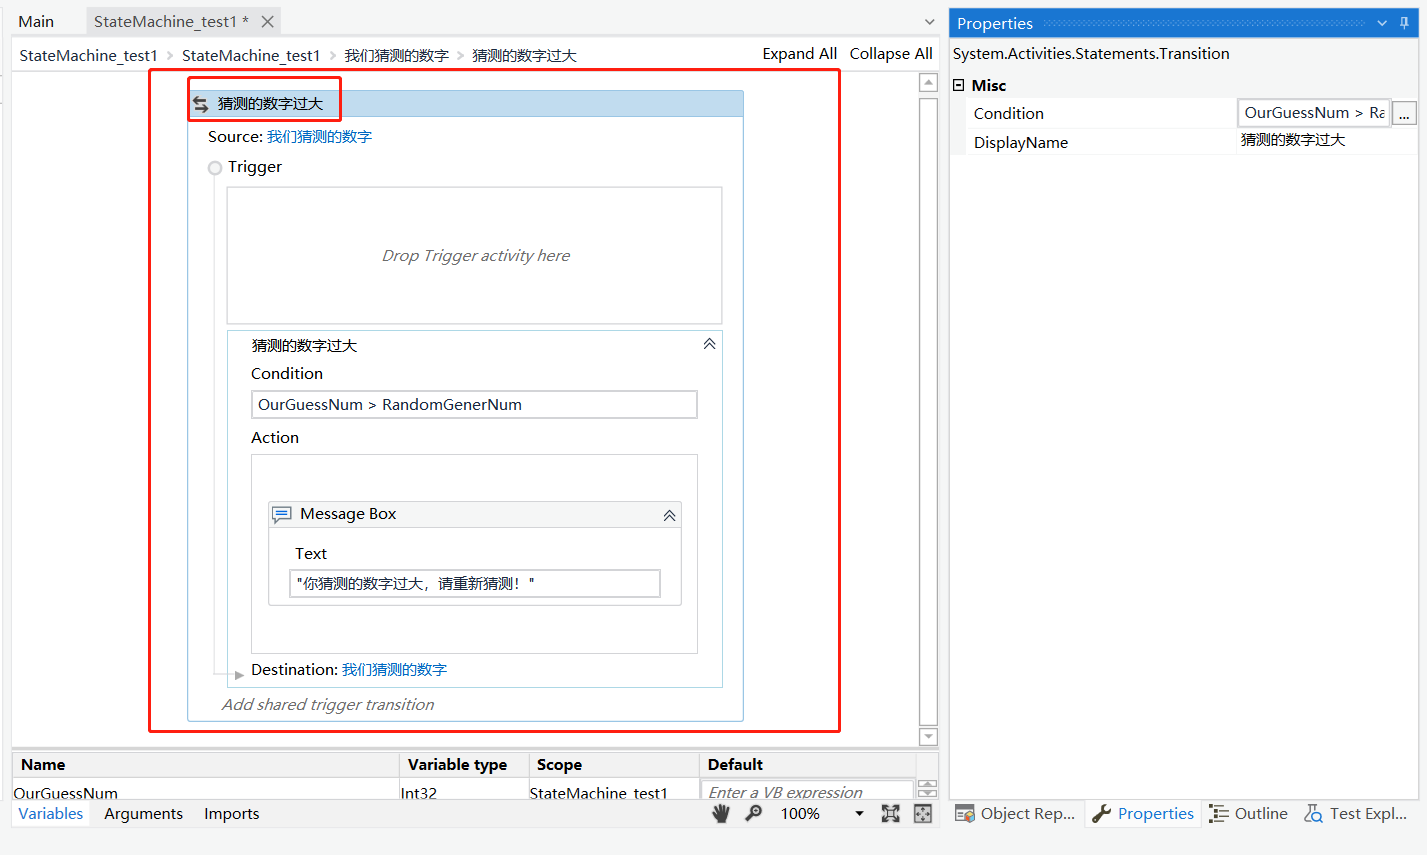 Main
StateMachine_test1 *
StateMachine_test1 > StateMachine_test1 > 我们猜测的数字 > 猜测的数字过大
Expand All Collapse All
猜测的数字过大
Source: 我们猜测的数字
Trigger
Drop Trigger activity here
猜测的数字过大
Condition
OurGuessNum > RandomGenerNum
Action
Message Box
Text
"你猜测的数字过大，请重新猜测！"
Destination: 我们猜测的数字
Add shared trigger transition
Name Variable type Scope Default
OurGuessNum Int32 StateMachine_test1 Enter a VB expression
Variables Arguments Imports
100%
Properties
System.Activities.Statements.Transition
Misc
Condition OurGuessNum > Ra ...
DisplayName 猜测的数字过大
Object Rep... Properties Outline Test Expl...